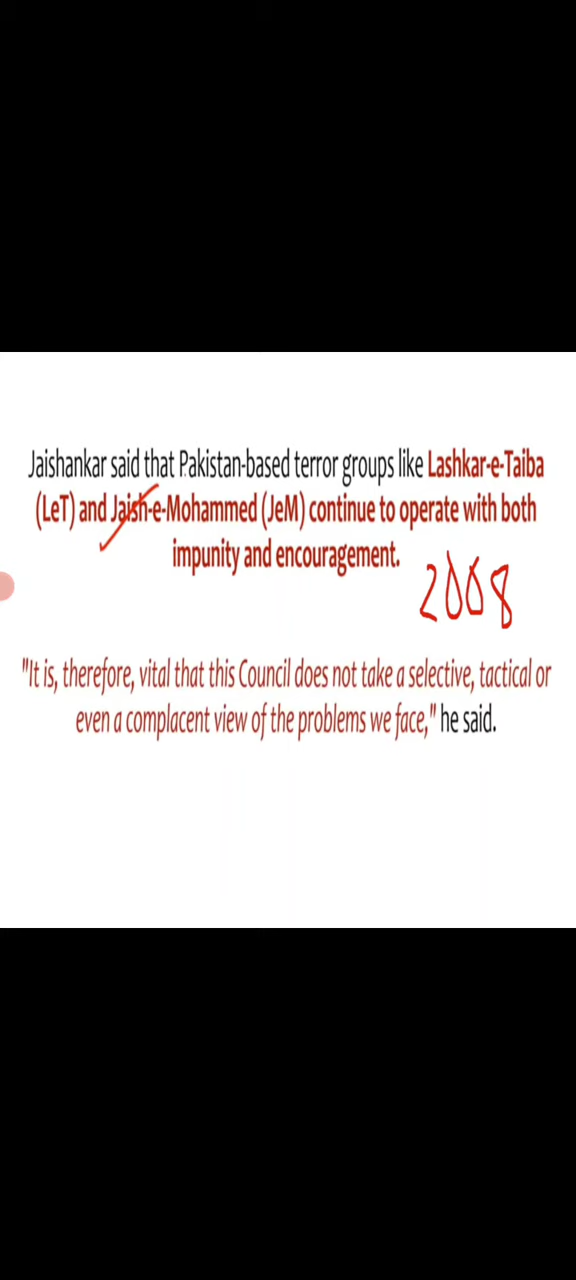 Jaishankar said that Pakistan-based terror groups like Lashkar-e-Taiba
(LeT) and Jaish-e-Mohammed (JeM) continue to operate with both
impunity and encouragement.
2008
"It is, therefore, vital that this Council does not take a selective, tactical or
even a complacent view of the problems we face," he said.